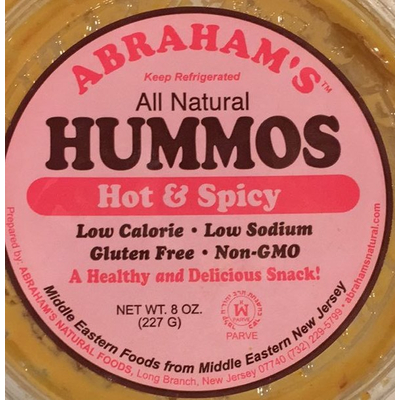 ABRAHAM'S™
Keep Refrigerated
All Natural
HUMMOS
Hot & Spicy
Low Calorie • Low Sodium
Gluten Free • Non-GMO
A Healthy and Delicious Snack!
NET WT. 8 OZ.
(227 G)
PARVE
Middle Eastern Foods from Middle Eastern New Jersey
Prepared by: ABRAHAM'S NATURAL FOODS, Long Branch, New Jersey 07740 (732) 229-5799 • abrahamsnatural.com